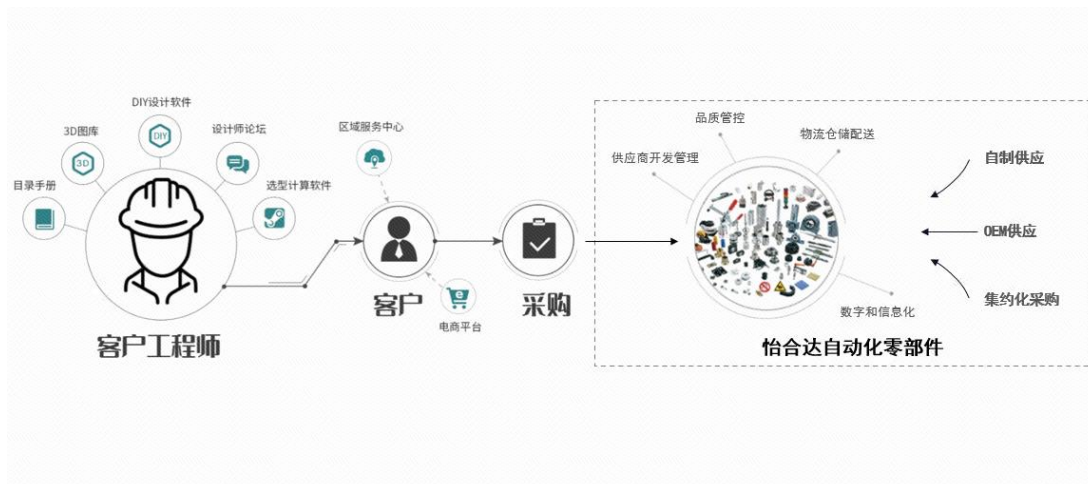 DIY设计软件
3D图库
设计师论坛
目录手册
选型计算软件
DIY
3D
客户工程师
区域服务中心
客户
e
电商平台
采购
品质管控
物流仓储配送
供应商开发管理
数字和信息化
怡合达自动化零部件
自制供应
OEM供应
集约化采购